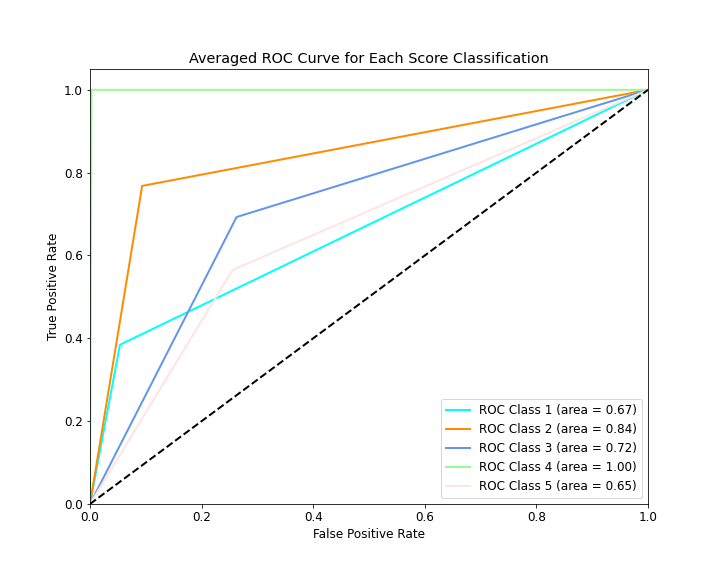 Averaged ROC Curve for Each Score Classification
1.0
0.8
0.6
0.4
0.2
0.0
True Positive Rate
ROC Class 1 (area = 0.67)
ROC Class 2 (area = 0.84)
ROC Class 3 (area = 0.72)
ROC Class 4 (area = 1.00)
ROC Class 5 (area = 0.65)
0.0 0.2 0.4 0.6 0.8 1.0
False Positive Rate